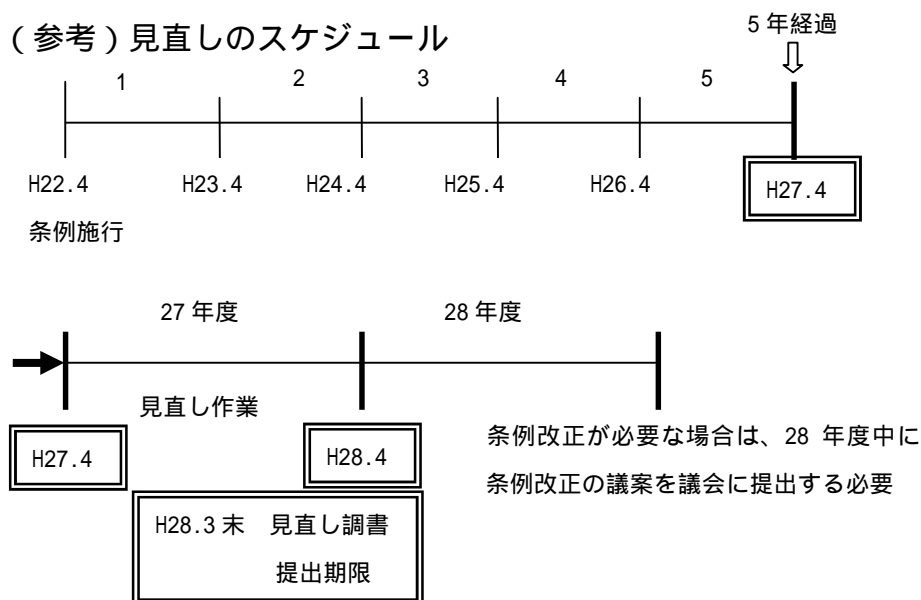 （参考）見直しのスケジュール
5年経過
1 2 3 4 5
H22.4 H23.4 H24.4 H25.4 H26.4 H27.4
条例施行
27年度 28年度
見直し作業
H27.4 H28.4
条例改正が必要な場合は、28 年度中に
条例改正の議案を議会に提出する必要
H28.3末 見直し調書
提出期限